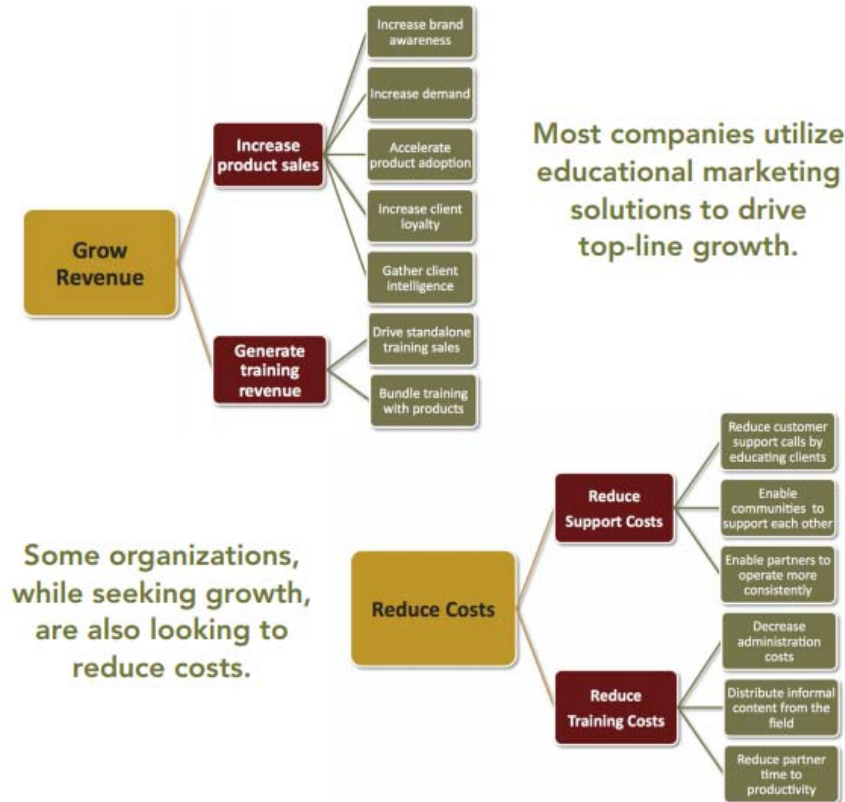 Increase brand
awareness
Increase demand
Accelerate
product adoption
Increase client
loyalty
Gather client
intelligence
Increase
product sales
Grow
Revenue
Generate
training
revenue
Drive standalone
training sales
Bundle training
with products
Most companies utilize
educational marketing
solutions to drive
top-line growth.
Some organizations,
while seeking growth,
are also looking to
reduce costs.
Reduce Costs
Reduce
Support Costs
Reduce customer
support calls by
educating clients
Enable
communities to
support each other
Enable partners to
operate more
consistently
Reduce
Training Costs
Decrease
administration
costs
Distribute informal
content from the
field
Reduce partner
time to
productivity